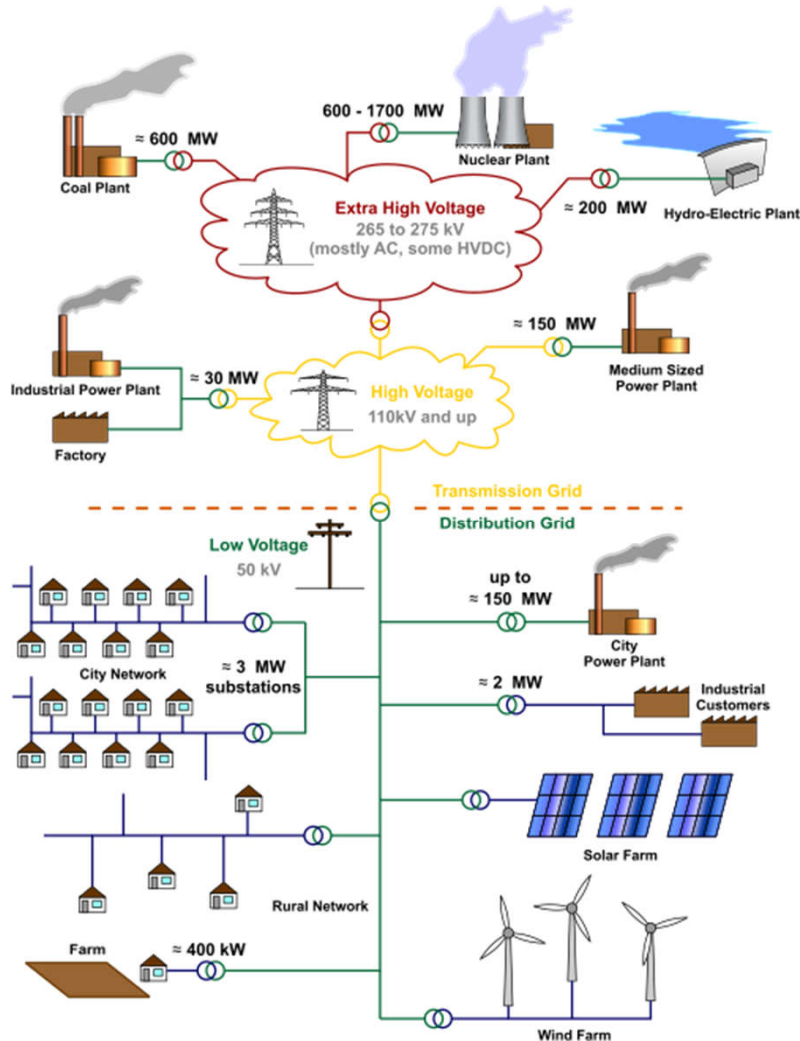 600 - 1700 MW
≈ 600 MW
Nuclear Plant
Coal Plant
Extra High Voltage
265 to 275 kV
(mostly AC, some HVDC)
≈ 200 MW
Hydro-Electric Plant
≈ 150 MW
Medium Sized
Power Plant
Industrial Power Plant
≈ 30 MW
High Voltage
110kV and up
Factory
Transmission Grid
Distribution Grid
Low Voltage
50 kV
up to
≈ 150 MW
City
Power Plant
City Network
≈ 3 MW
substations
≈ 2 MW
Industrial
Customers
Solar Farm
Rural Network
Farm
≈ 400 kW
Wind Farm